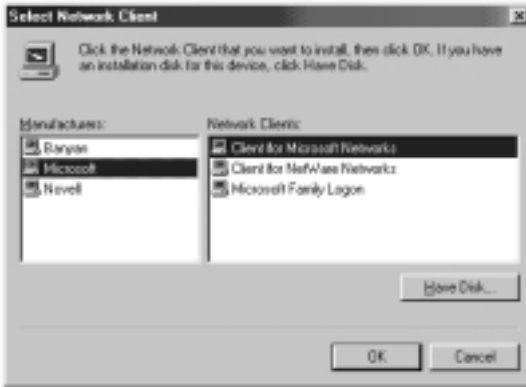 Select Network Client
Click the Network Client that you want to install, then click OK. If you have
an installation disk for this device, click Have Disk.
Manufacturers:
Banyan
Microsoft
Novell
Network Clients:
Client for Microsoft Networks
Client for NetWare Networks
Microsoft Family Logon
Have Disk...
OK
Cancel